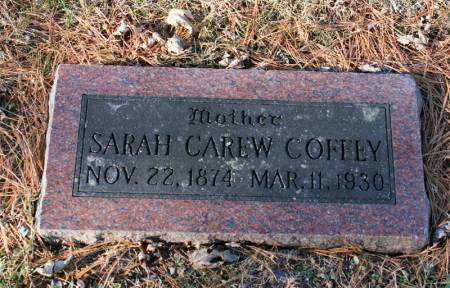 Mother
SARAH CAREW COFFEY
NOV. 22, 1874 MAR. 11, 1930